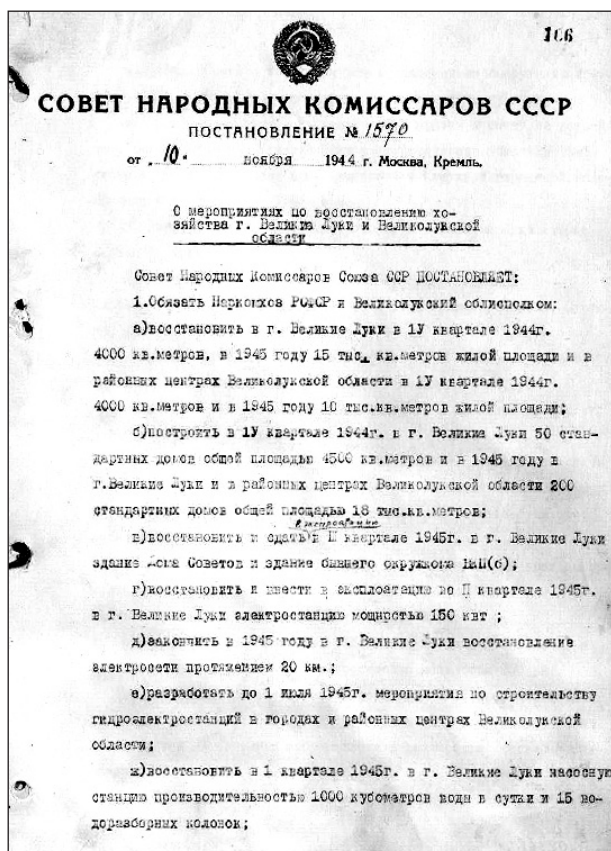 106
СОВЕТ НАРОДНЫХ КОМИССАРОВ СССР
ПОСТАНОВЛЕНИЕ № 1570
от „10“ ноября 1944 г. Москва, Кремль.
О мероприятиях по восстановлению хо-
зяйства г. Великие Луки и Великолукской
области
Совет Народных Комиссаров Союза ССР ПОСТАНОВЛЯЕТ:
1.Обязать Наркомхоз РСФСР и Великолукский облисполком:
а)восстановить в г. Великие Луки в 1У квартале 1944г.
4000 кв.метров, в 1945 году 15 тыс. кв.метров жилой площади и в
районных центрах Великолукской области в 1У квартале 1944г.
4000 кв.метров и в 1945 году 10 тыс.кв.метров жилой площади;
б)построить в 1У квартале 1944г. в г. Великие Луки 50 стан-
дартных домов общей площадью 4500 кв.метров и в 1945 году в
г.Великие Луки и в районных центрах Великолукской области 200
стандартных домов общей площадью 18 тыс.кв.метров;
в эксплоатацию
в)восстановить и сдать в квартале 1945г. в г. Великие Луки
здание Дома Советов и здание бывшего окружкома ВКП(б);
г)восстановить и ввести в эксплоатацию во П квартале 1945г.
в г. Великие Луки электростанцию мощностью 150 квт ;
д)закончить в 1945 году в г. Великие Луки восстановление
электросети протяжением 20 км.;
е)разработать до 1 июля 1945г. мероприятия по строительству
гидроэлектростанций в городах и районных центрах Великолукской
области;
ж)восстановить в 1 квартале 1945г. в г. Великие Луки насосную
станцию производительностью 1000 кубометров воды в сутки и 15 во-
доразборных колонок;